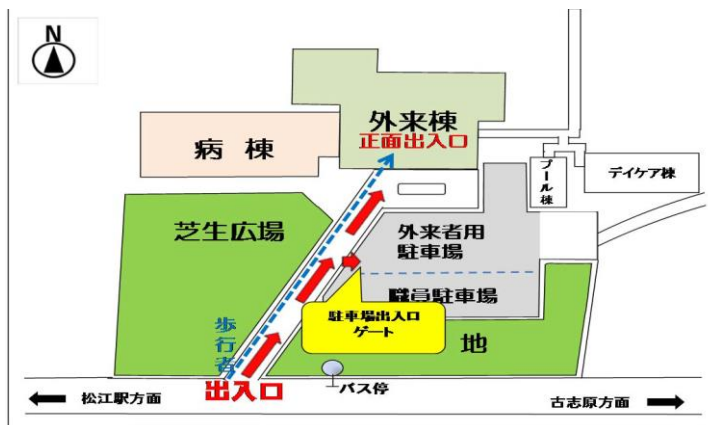 N
外来棟
正面出入口
病棟
プール棟
デイケア棟
芝生広場
外来者用
駐車場
職員駐車場
駐車場出入口
ゲート
地
歩行者
出入口
バス停
松江駅方面
古志原方面